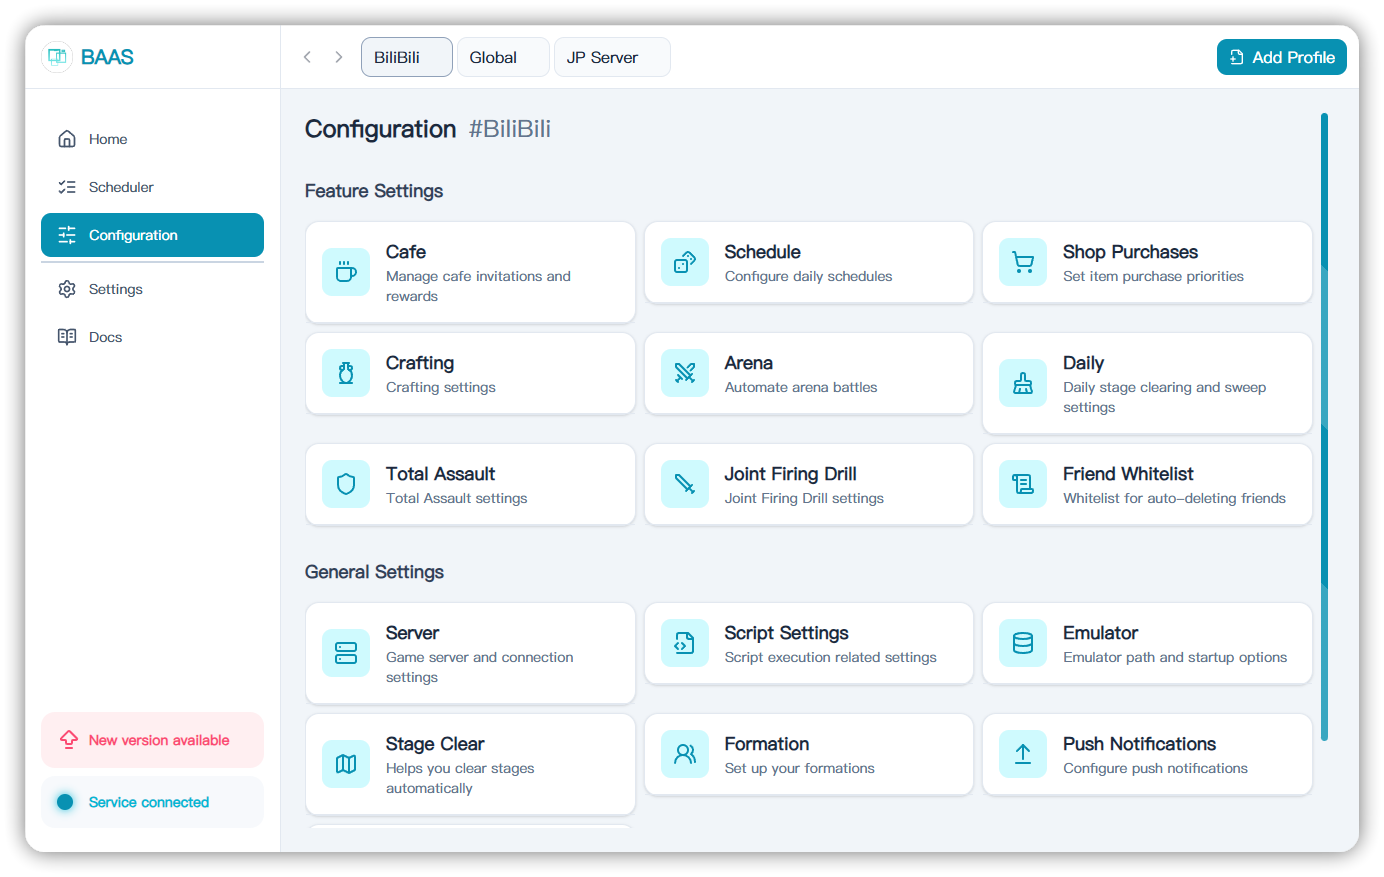 BAAS
BiliBili
Global
JP Server
Add Profile
Home
Scheduler
Configuration
Settings
Docs
New version available
Service connected
Configuration #BiliBili
Feature Settings
Cafe
Manage cafe invitations and
rewards
Schedule
Configure daily schedules
Shop Purchases
Set item purchase priorities
Crafting
Crafting settings
Arena
Automate arena battles
Daily
Daily stage clearing and sweep
settings
Total Assault
Total Assault settings
Joint Firing Drill
Joint Firing Drill settings
Friend Whitelist
Whitelist for auto-deleting friends
General Settings
Server
Game server and connection
settings
Script Settings
Script execution related settings
Emulator
Emulator path and startup options
Stage Clear
Helps you clear stages
automatically
Formation
Set up your formations
Push Notifications
Configure push notifications